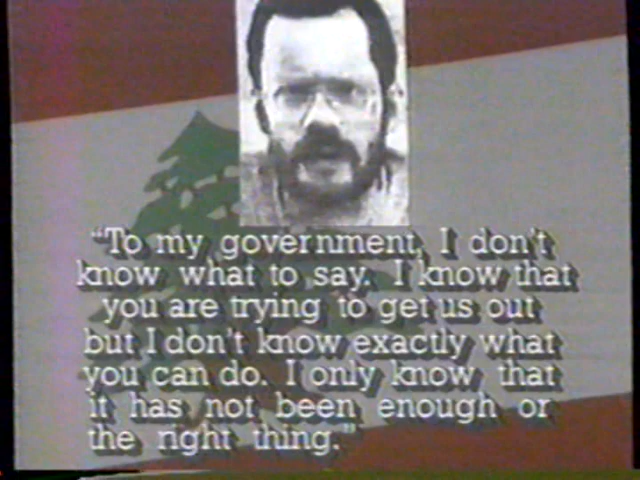 “To my government, I don't
know what to say. I know that
you are trying to get us out
but I don't know exactly what
you can do. I only know that
it has not been enough or
the right thing.”